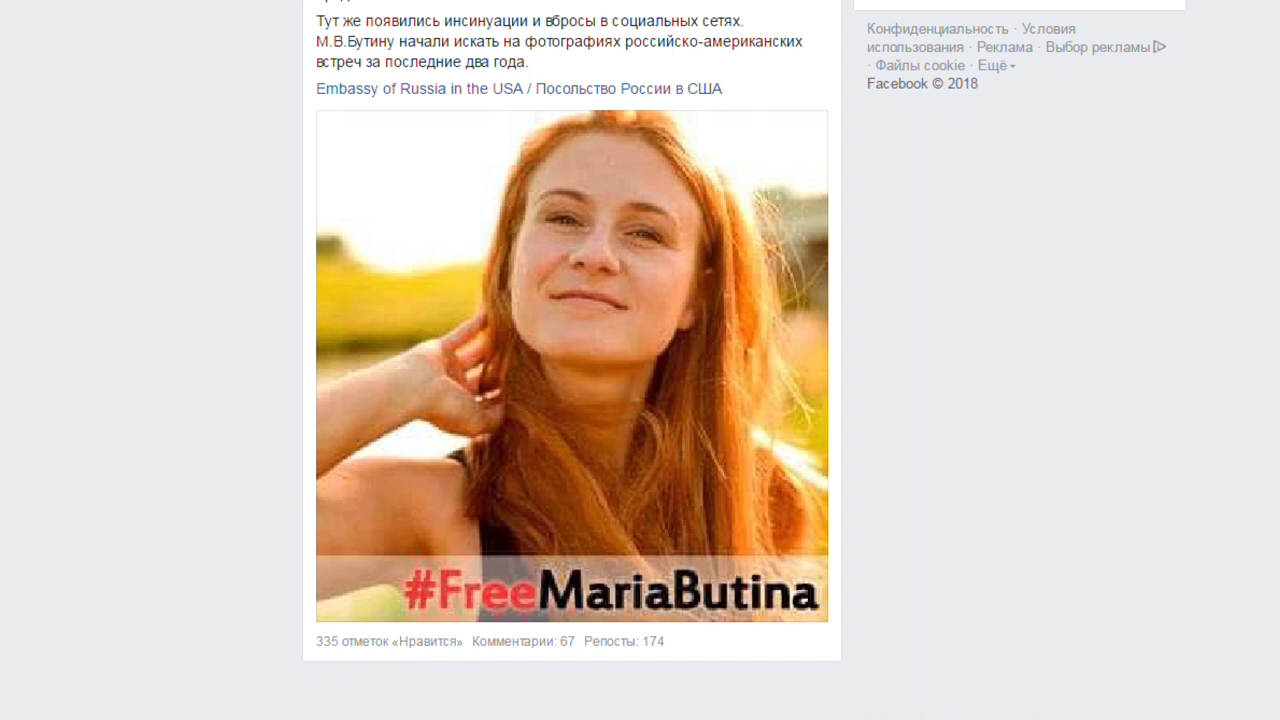 Тут же появились инсинуации и вбросы в социальных сетях.
М.В.Бутину начали искать на фотографиях российско-американских
встреч за последние два года.
Embassy of Russia in the USA / Посольство России в США
#FreeMariaButina
335 отметок «Нравится» Комментарии: 67 Репосты: 174
Конфиденциальность · Условия
использования · Реклама · Выбор рекламы
· Файлы cookie · Ещё
Facebook © 2018